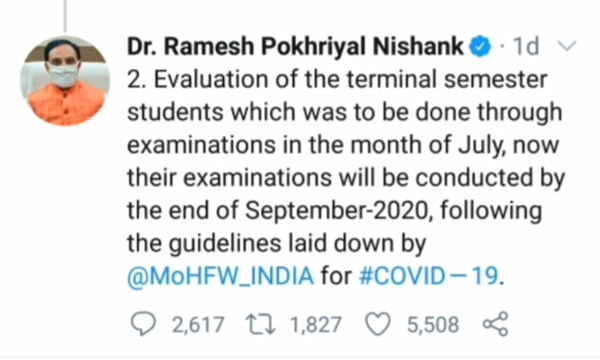 Dr. Ramesh Pokhriyal Nishank · 1d
2. Evaluation of the terminal semester
students which was to be done through
examinations in the month of July, now
their examinations will be conducted by
the end of September-2020, following
the guidelines laid down by
@MoHFW_INDIA for #COVID—19.
2,617 1,827 5,508